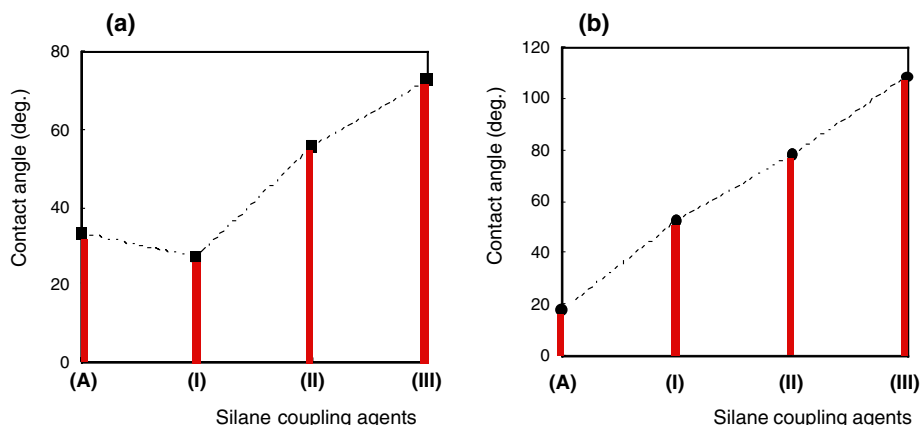 (a)
80
60
40
20
0
Contact angle (deg.)
(A) (I) (II) (III)
Silane coupling agents
(b)
120
100
80
60
40
20
0
Contact angle (deg.)
(A) (I) (II) (III)
Silane coupling agents